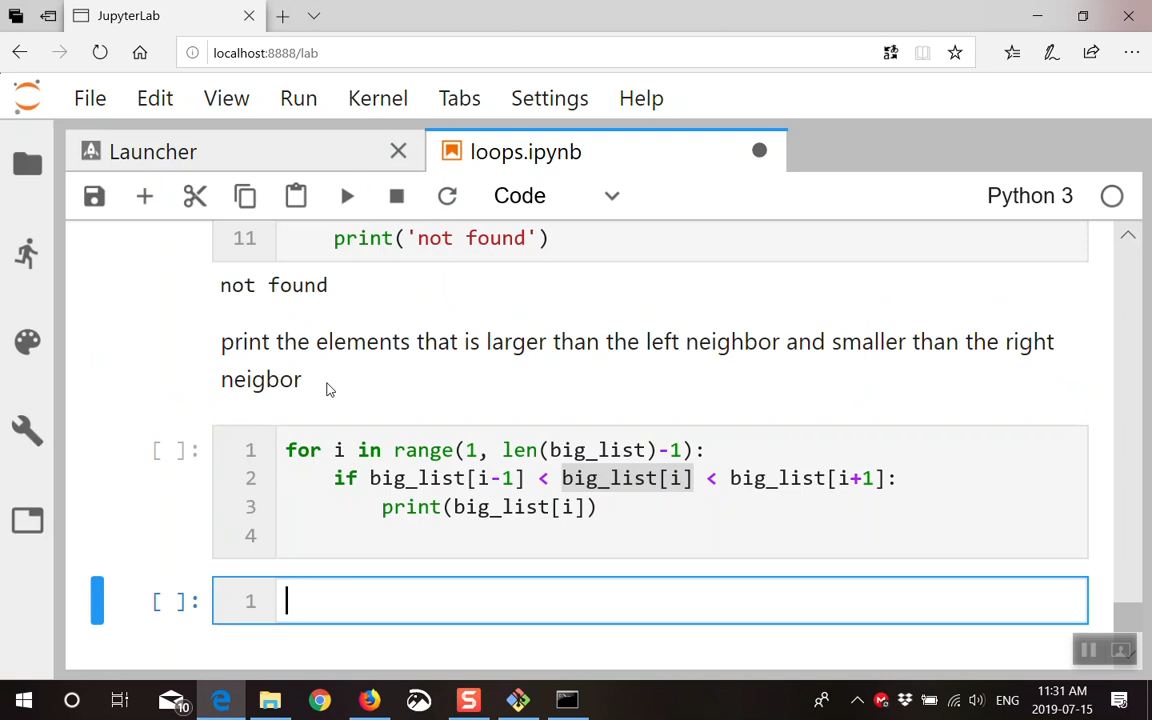 JupyterLab
localhost:8888/lab
File Edit View Run Kernel Tabs Settings Help
Launcher loops.ipynb
Code Python 3
11 print('not found')
not found
print the elements that is larger than the left neighbor and smaller than the right
neigbor
[ ]: 1 for i in range(1, len(big_list)-1):
2 if big_list[i-1] < big_list[i] < big_list[i+1]:
3 print(big_list[i])
4
[ ]: 1
10 ENG 11:31 AM
2019-07-15